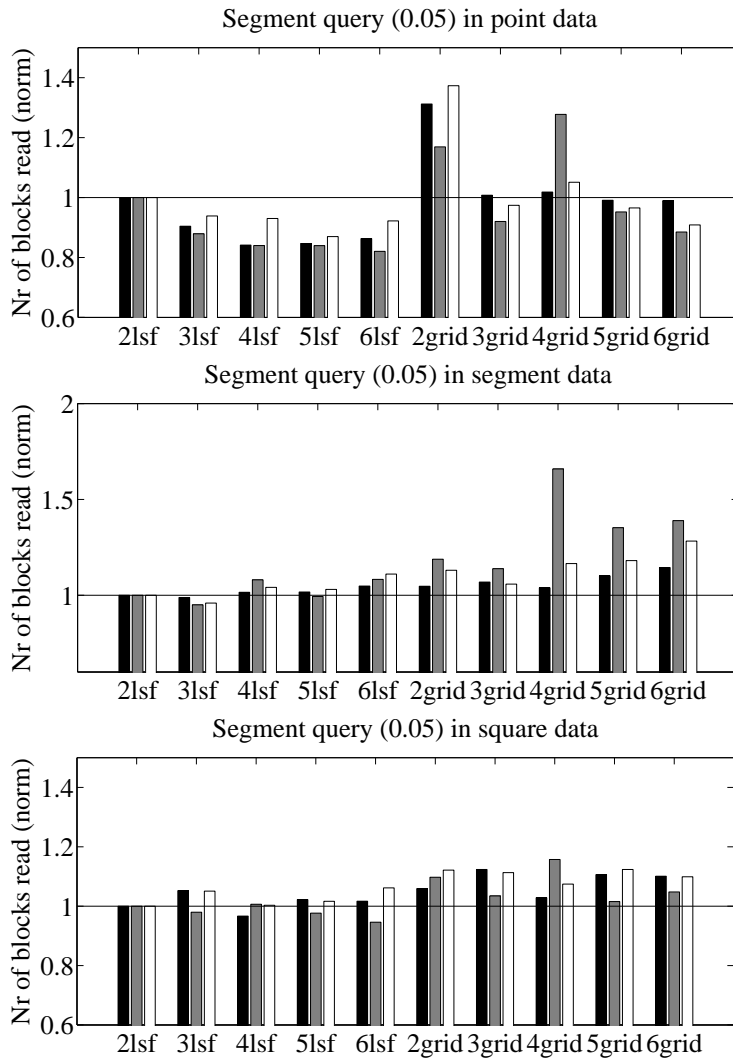 Segment query (0.05) in point data
Nr of blocks read (norm)
1.4
1.2
1
0.8
0.6
2lsf 3lsf 4lsf 5lsf 6lsf 2grid 3grid 4grid 5grid 6grid
Segment query (0.05) in segment data
Nr of blocks read (norm)
2
1.5
1
2lsf 3lsf 4lsf 5lsf 6lsf 2grid 3grid 4grid 5grid 6grid
Segment query (0.05) in square data
Nr of blocks read (norm)
1.4
1.2
1
0.8
0.6
2lsf 3lsf 4lsf 5lsf 6lsf 2grid 3grid 4grid 5grid 6grid